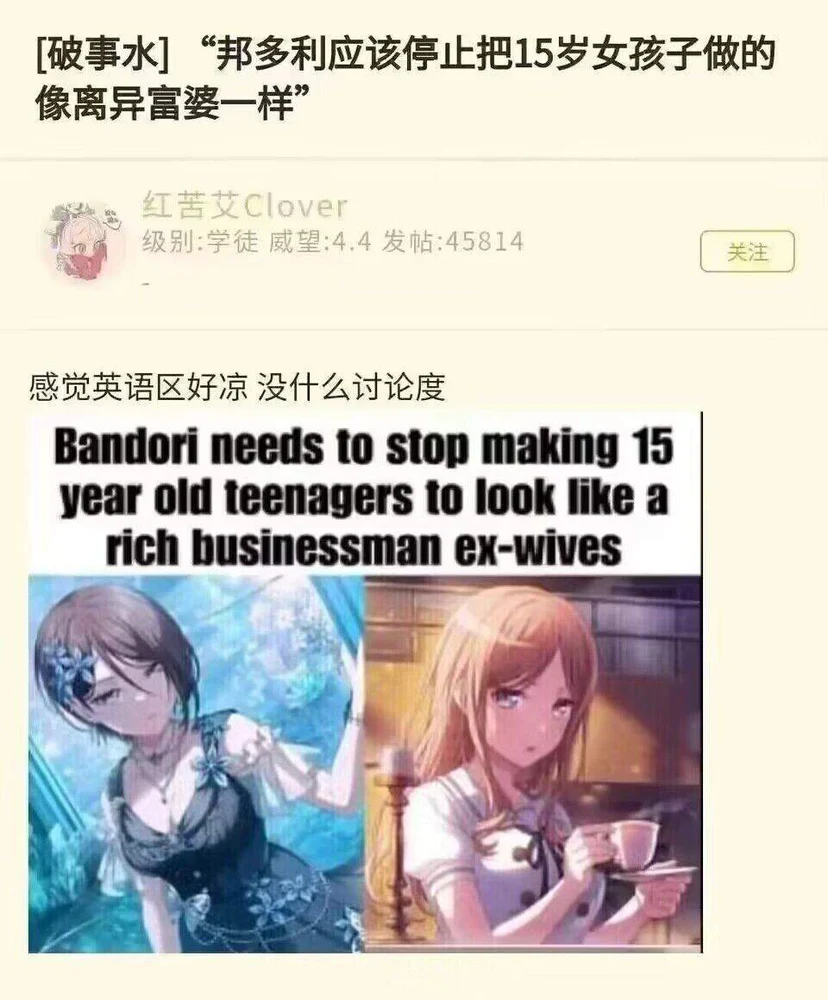 [破事水] “邦多利应该停止把15岁女孩子做的
像离异富婆一样”
红苦艾Clover
级别:学徒 威望:4.4 发帖:45814
关注
-
感觉英语区好凉 没什么讨论度
Bandori needs to stop making 15
year old teenagers to look like a
rich businessman ex-wives